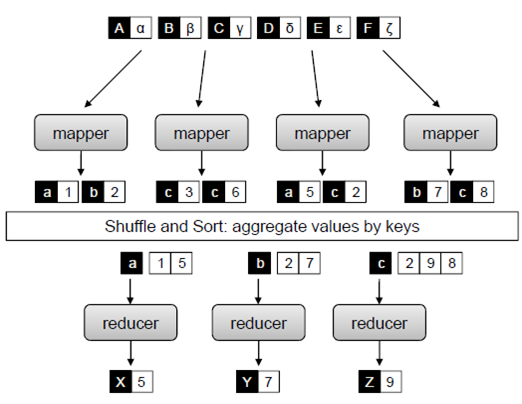 A α B β C γ D δ E ε F ζ
mapper mapper mapper mapper
a 1 b 2 c 3 c 6 a 5 c 2 b 7 c 8
Shuffle and Sort: aggregate values by keys
a 1 5 b 2 7 c 2 9 8
reducer reducer reducer
X 5 Y 7 Z 9